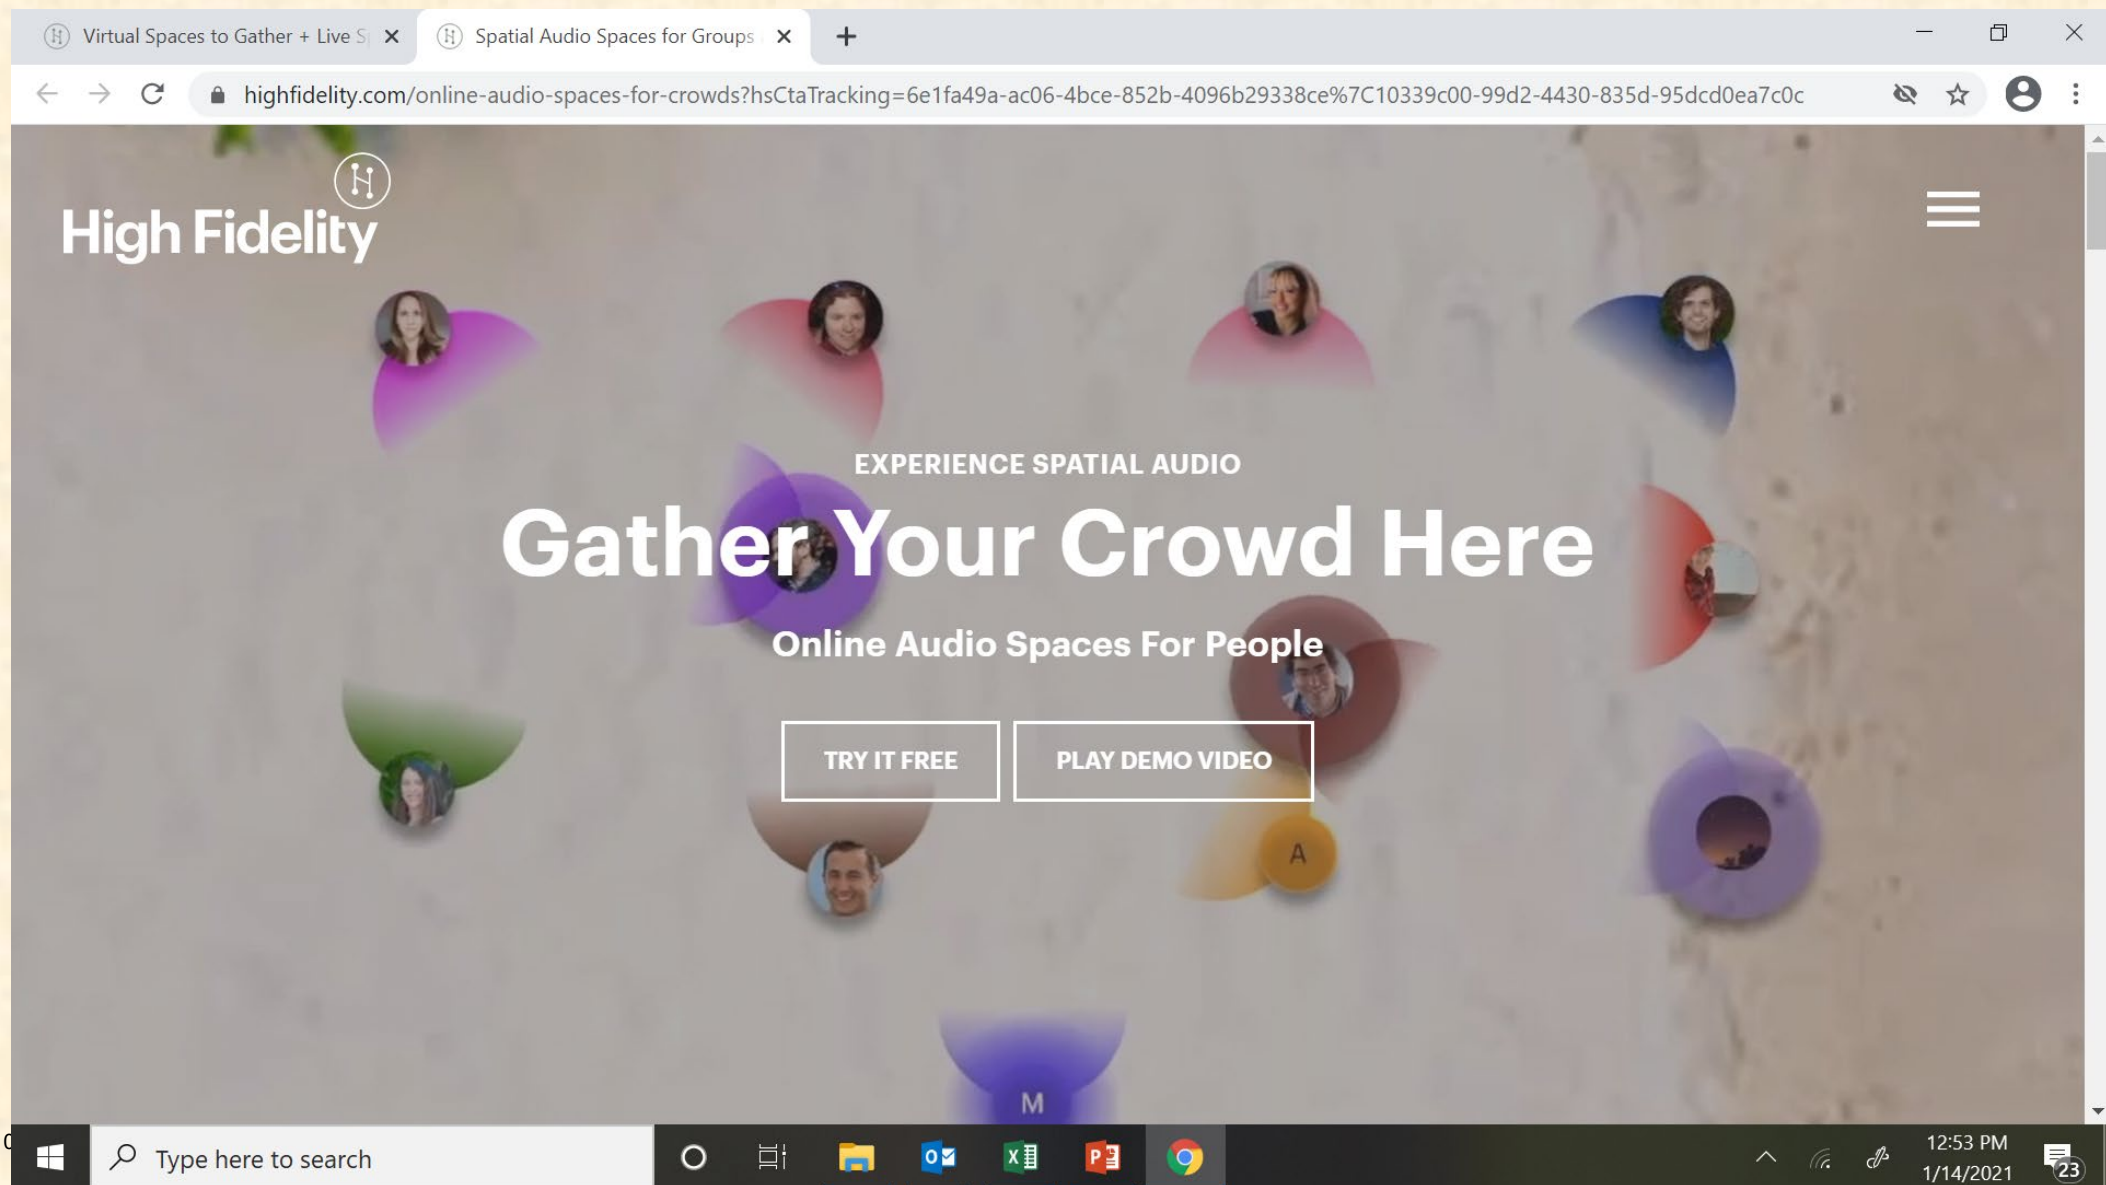 Virtual Spaces to Gather + Live S
Spatial Audio Spaces for Groups
highfidelity.com/online-audio-spaces-for-crowds?hsCtaTracking=6e1fa49a-ac06-4bce-852b-4096b29338ce%7C10339c00-99d2-4430-835d-95dcd0ea7c0c
High Fidelity
EXPERIENCE SPATIAL AUDIO
Gather Your Crowd Here
Online Audio Spaces For People
TRY IT FREE
PLAY DEMO VIDEO
A
M
Type here to search
12:53 PM
1/14/2021
23